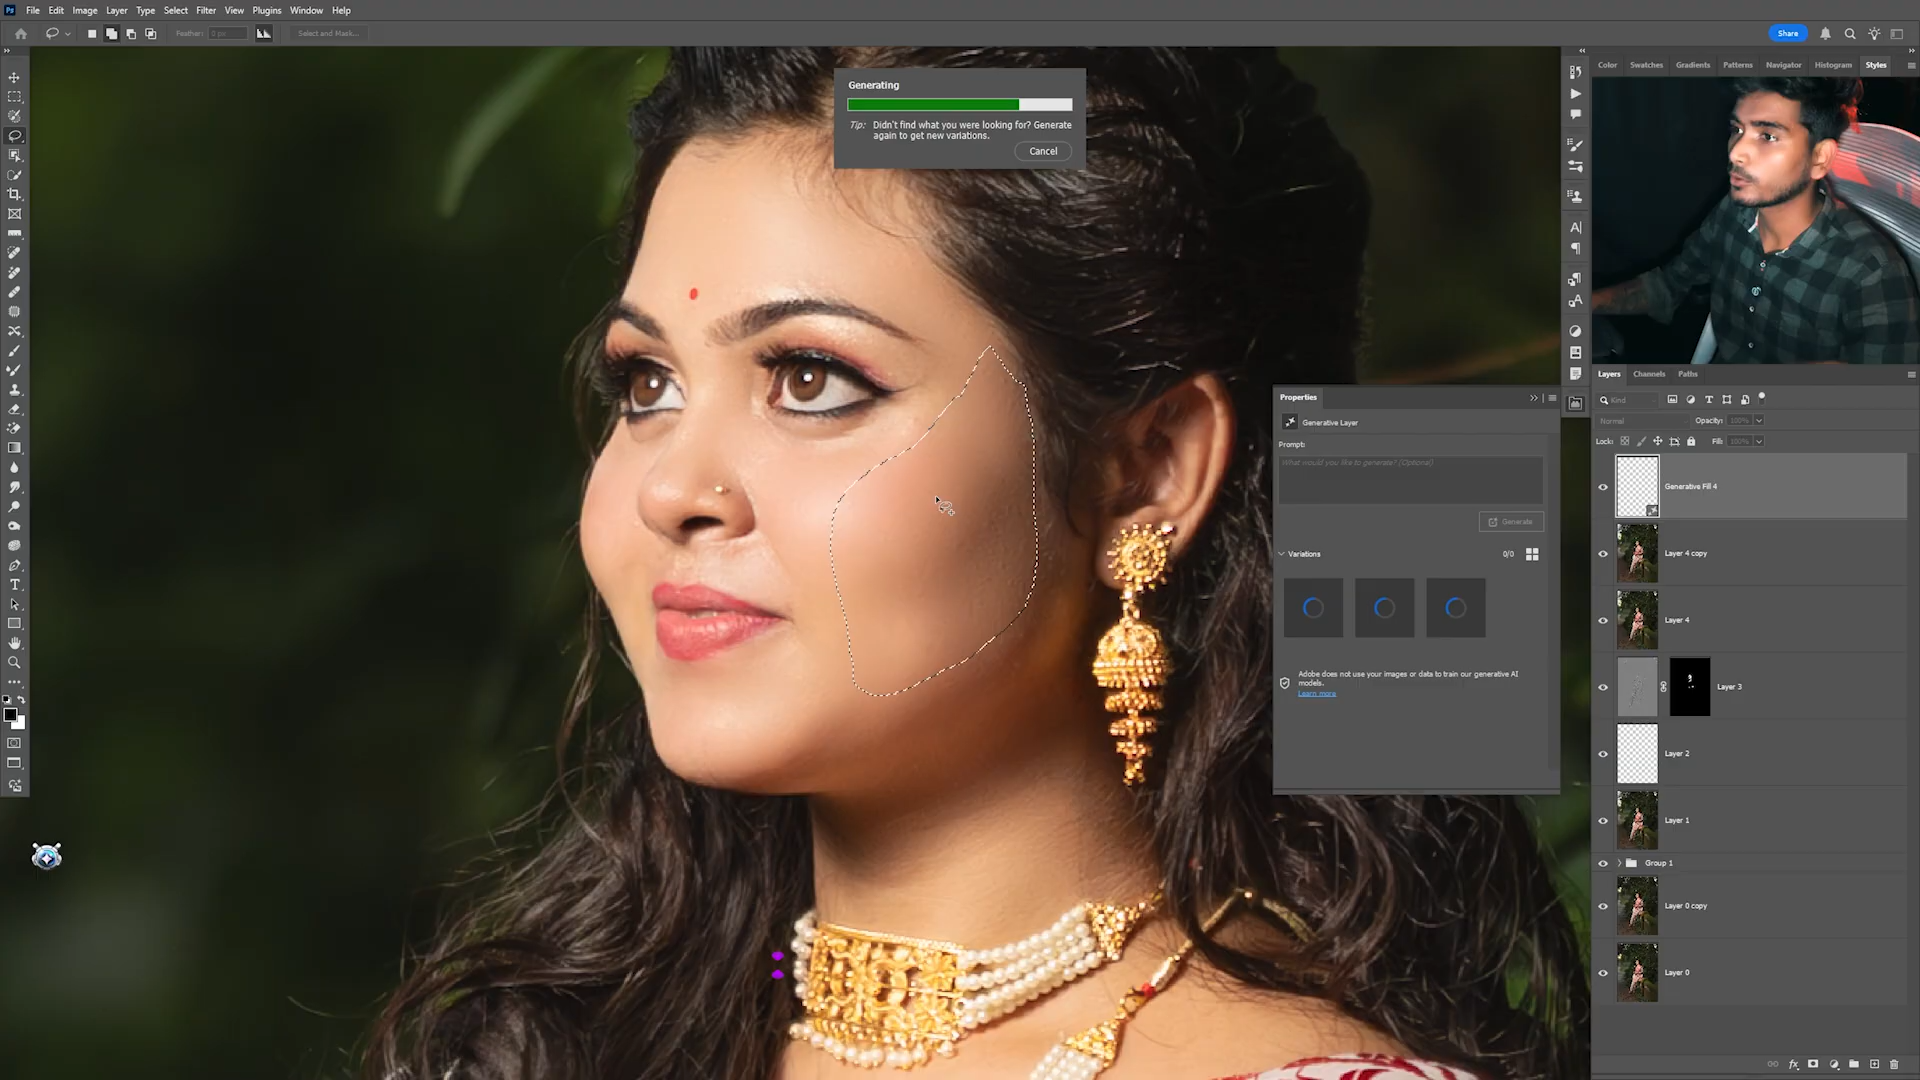 Ps File Edit Image Layer Type Select Filter View Plugins Window Help
Feather: 0 px Select and Mask... Share
Color Swatches Gradients Patterns Navigator Histogram Styles
Generating
Tip: Didn't find what you were looking for? Generate
again to get new variations.
Cancel
Layers Channels Paths
Kind
Normal Opacity: 100%
Lock: Fill: 100%
Generative Fill 4
Layer 4 copy
Layer 4
Layer 3
Layer 2
Layer 1
Group 1
Layer 0 copy
Layer 0
Properties
Generative Layer
Prompt:
What would you like to generate? (Optional)
Generate
Variations 0/0
Adobe does not use your images or data to train our generative AI
models.
Learn more